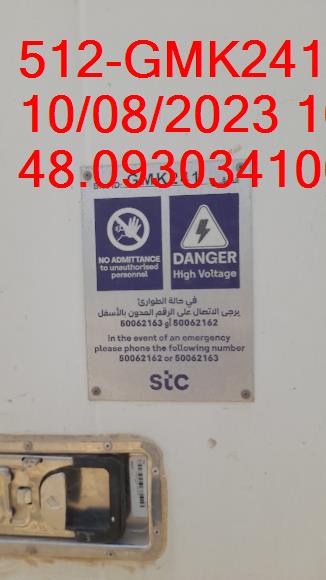 512-GMK241
10/08/2023 1
48.09303410
GMK241
NO ADMITTANCE
to unauthorised
personnel
DANGER
High Voltage
في حالة الطوارئ
يرجى الاتصال على الرقم المدون بالأسفل
50062162 أو 50062163
In the event of an emergency
please phone the following number
50062162 or 50062163
stc